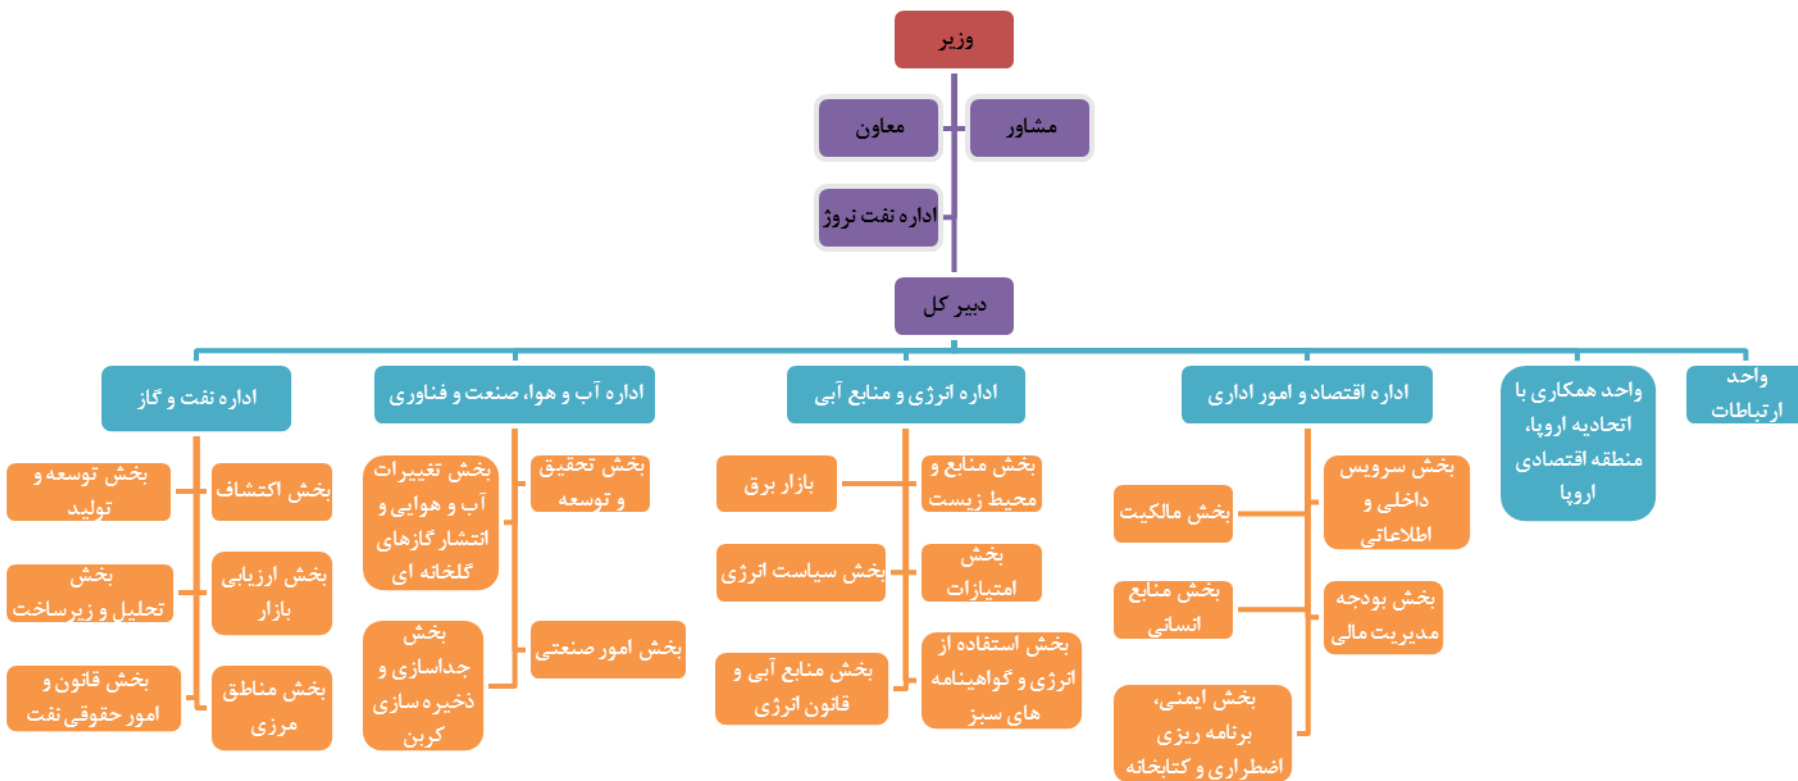 وزیر
مشاور
معاون
اداره نفت نروژ
دبیر کل
واحد
ارتباطات
واحد همکاری با
اتحادیه اروپا،
منطقه اقتصادی
اروپا
اداره اقتصاد و امور اداری
بخش سرویس
داخلی و
اطلاعاتی
بخش مالکیت
بخش بودجه
مدیریت مالی
بخش منابع
انسانی
بخش ایمنی،
برنامه ریزی
اضطراری و کتابخانه
اداره انرژی و منابع آبی
بخش منابع و
محیط زیست
بازار برق
بخش
امتیازات
بخش سیاست انرژی
بخش استفاده از
انرژی و گواهینامه
های سبز
بخش منابع آبی و
قانون انرژی
اداره آب و هوا، صنعت و فناوری
بخش تحقیق
و توسعه
بخش تغییرات
آب و هوایی و
انتشار گازهای
گلخانه ای
بخش امور صنعتی
بخش
جداسازی و
ذخیره سازی
کربن
اداره نفت و گاز
بخش اکتشاف
بخش توسعه و
تولید
بخش ارزیابی
بازار
بخش
تحلیل و زیرساخت
بخش مناطق
مرزی
بخش قانون و
امور حقوقی نفت